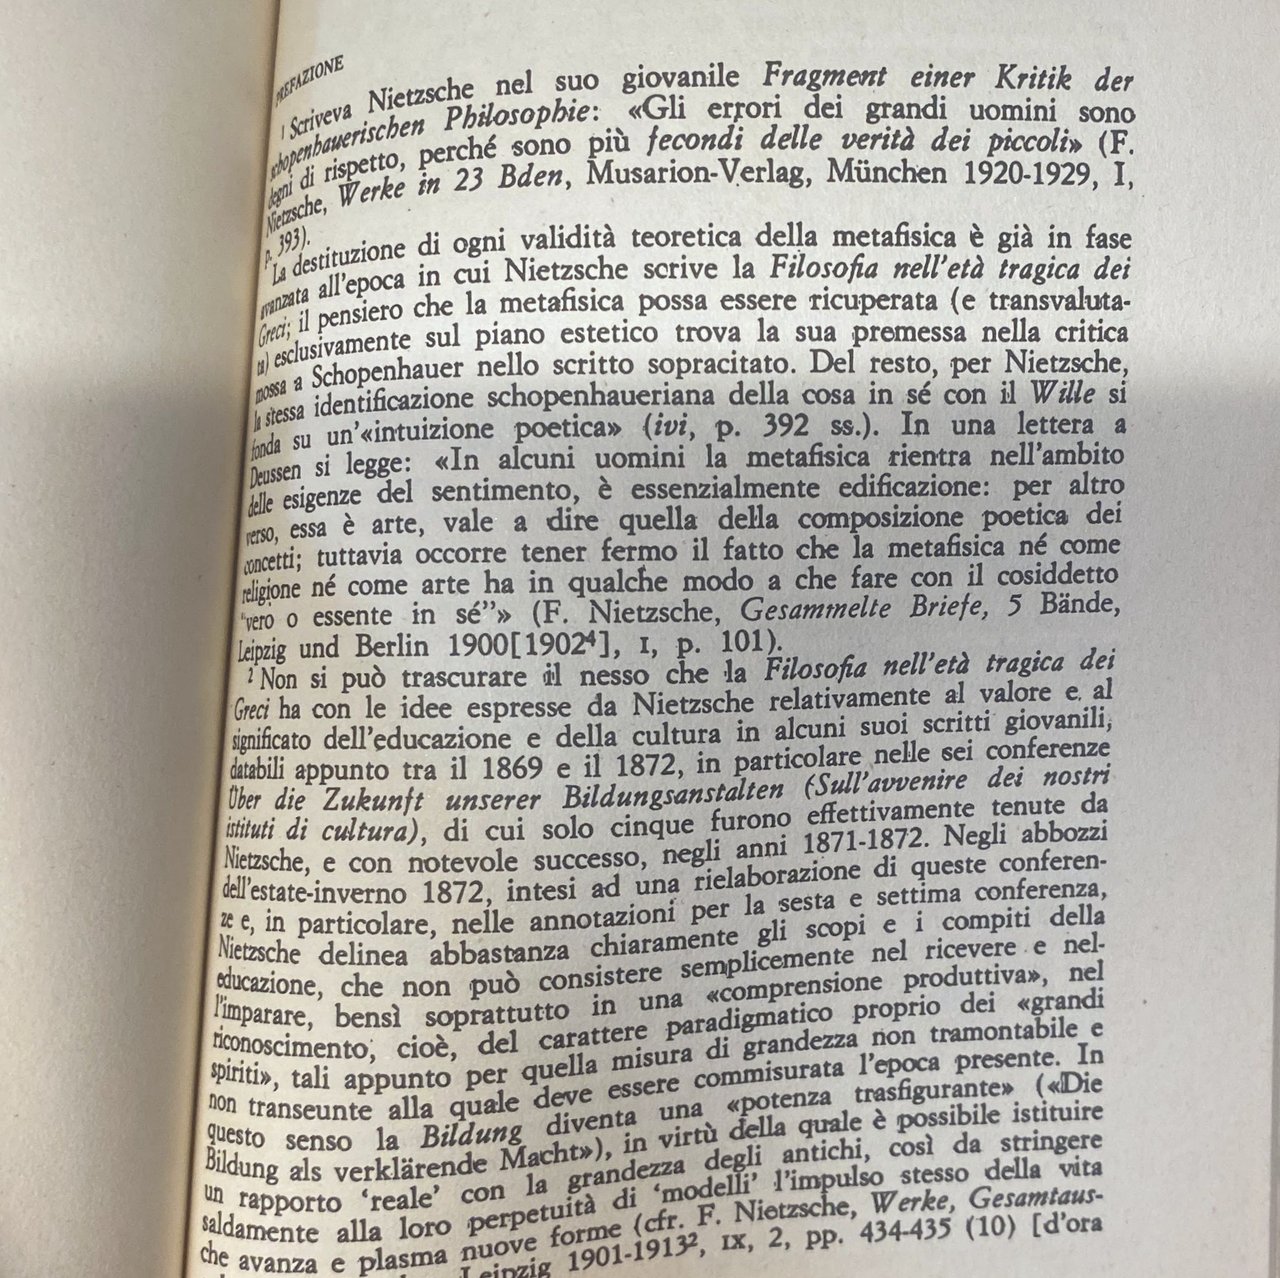 PREFAZIONE
1 Scriveva Nietzsche nel suo giovanile Fragment einer Kritik der
schopenhauerischen Philosophie: «Gli errori dei grandi uomini sono
degni di rispetto, perché sono più fecondi delle verità dei piccoli» (F.
Nietzsche, Werke in 23 Bden, Musarion-Verlag, München 1920-1929, I,
p. 393).
La destituzione di ogni validità teoretica della metafisica è già in fase
avanzata all'epoca in cui Nietzsche scrive la Filosofia nell'età tragica dei
Greci; il pensiero che la metafisica possa essere ricuperata (e transvaluta-
ta) esclusivamente sul piano estetico trova la sua premessa nella critica
mossa a Schopenhauer nello scritto sopracitato. Del resto, per Nietzsche,
la stessa identificazione schopenhaueriana della cosa in sé con il Wille si
fonda su un'«intuizione poetica» (ivi, p. 392 ss.). In una lettera a
Deussen si legge: «In alcuni uomini la metafisica rientra nell'ambito
delle esigenze del sentimento, è essenzialmente edificazione: per altro
verso, essa è arte, vale a dire quella della composizione poetica dei
concetti; tuttavia occorre tener fermo il fatto che la metafisica né come
religione né come arte ha in qualche modo a che fare con il cosiddetto
"vero o essente in sé"» (F. Nietzsche, Gesammelte Briefe, 5 Bände,
Leipzig und Berlin 1900[1902⁴], I, p. 101).
² Non si può trascurare il nesso che la Filosofia nell'età tragica dei
Greci ha con le idee espresse da Nietzsche relativamente al valore e al
significato dell'educazione e della cultura in alcuni suoi scritti giovanili,
databili appunto tra il 1869 e il 1872, in particolare nelle sei conferenze
Über die Zukunft unserer Bildungsanstalten (Sull'avvenire dei nostri
istituti di cultura), di cui solo cinque furono effettivamente tenute da
Nietzsche, e con notevole successo, negli anni 1871-1872. Negli abbozzi
dell'estate-inverno 1872, intesi ad una rielaborazione di queste conferen-
ze e, in particolare, nelle annotazioni per la sesta e settima conferenza,
Nietzsche delinea abbastanza chiaramente gli scopi e i compiti della
educazione, che non può consistere semplicemente nel ricevere e nel-
l'imparare, bensì soprattutto in una «comprensione produttiva», nel
riconoscimento, cioè, del carattere paradigmatico proprio dei «grandi
spiriti», tali appunto per quella misura di grandezza non tramontabile e
non transeunte alla quale deve essere commisurata l'epoca presente. In
questo senso la Bildung diventa una «potenza trasfigurante» («Die
Bildung als verklärende Macht»), in virtù della quale è possibile istituire
un rapporto 'reale' con la grandezza degli antichi, così da stringere
saldamente alla loro perpetuità di 'modelli' l'impulso stesso della vita
che avanza e plasma nuove forme (cfr. F. Nietzsche, Werke, Gesamtaus-
Leipzig 1901-1913², IX, 2, pp. 434-435 (10) [d'ora